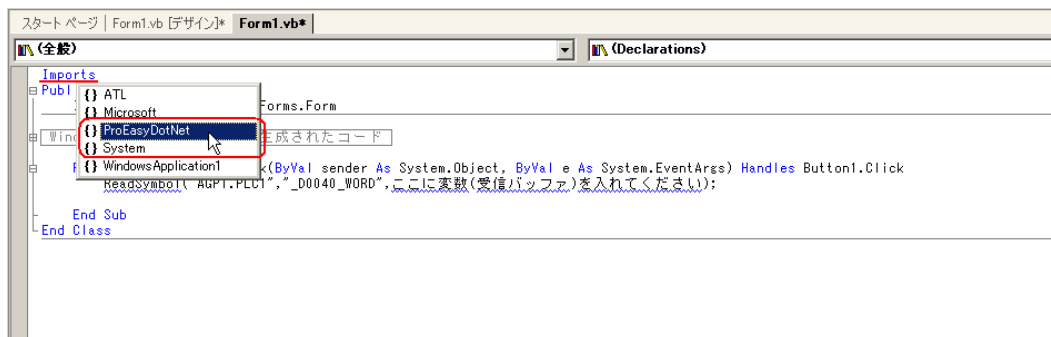 スタート ページ | Form1.vb [デザイン]* Form1.vb*
(全般) (Declarations)
Imports
Publ
{} ATL
{} Microsoft
Forms.Form
{} ProEasyDotNet
Wind 生成されたコード
{} System
{} WindowsApplication1
k(ByVal sender As System.Object, ByVal e As System.EventArgs) Handles Button1.Click
ReadSymbol("AGP1.PLC1","_D0040_WORD",ここに変数(受信バッファ)を入れてください);
End Sub
End Class